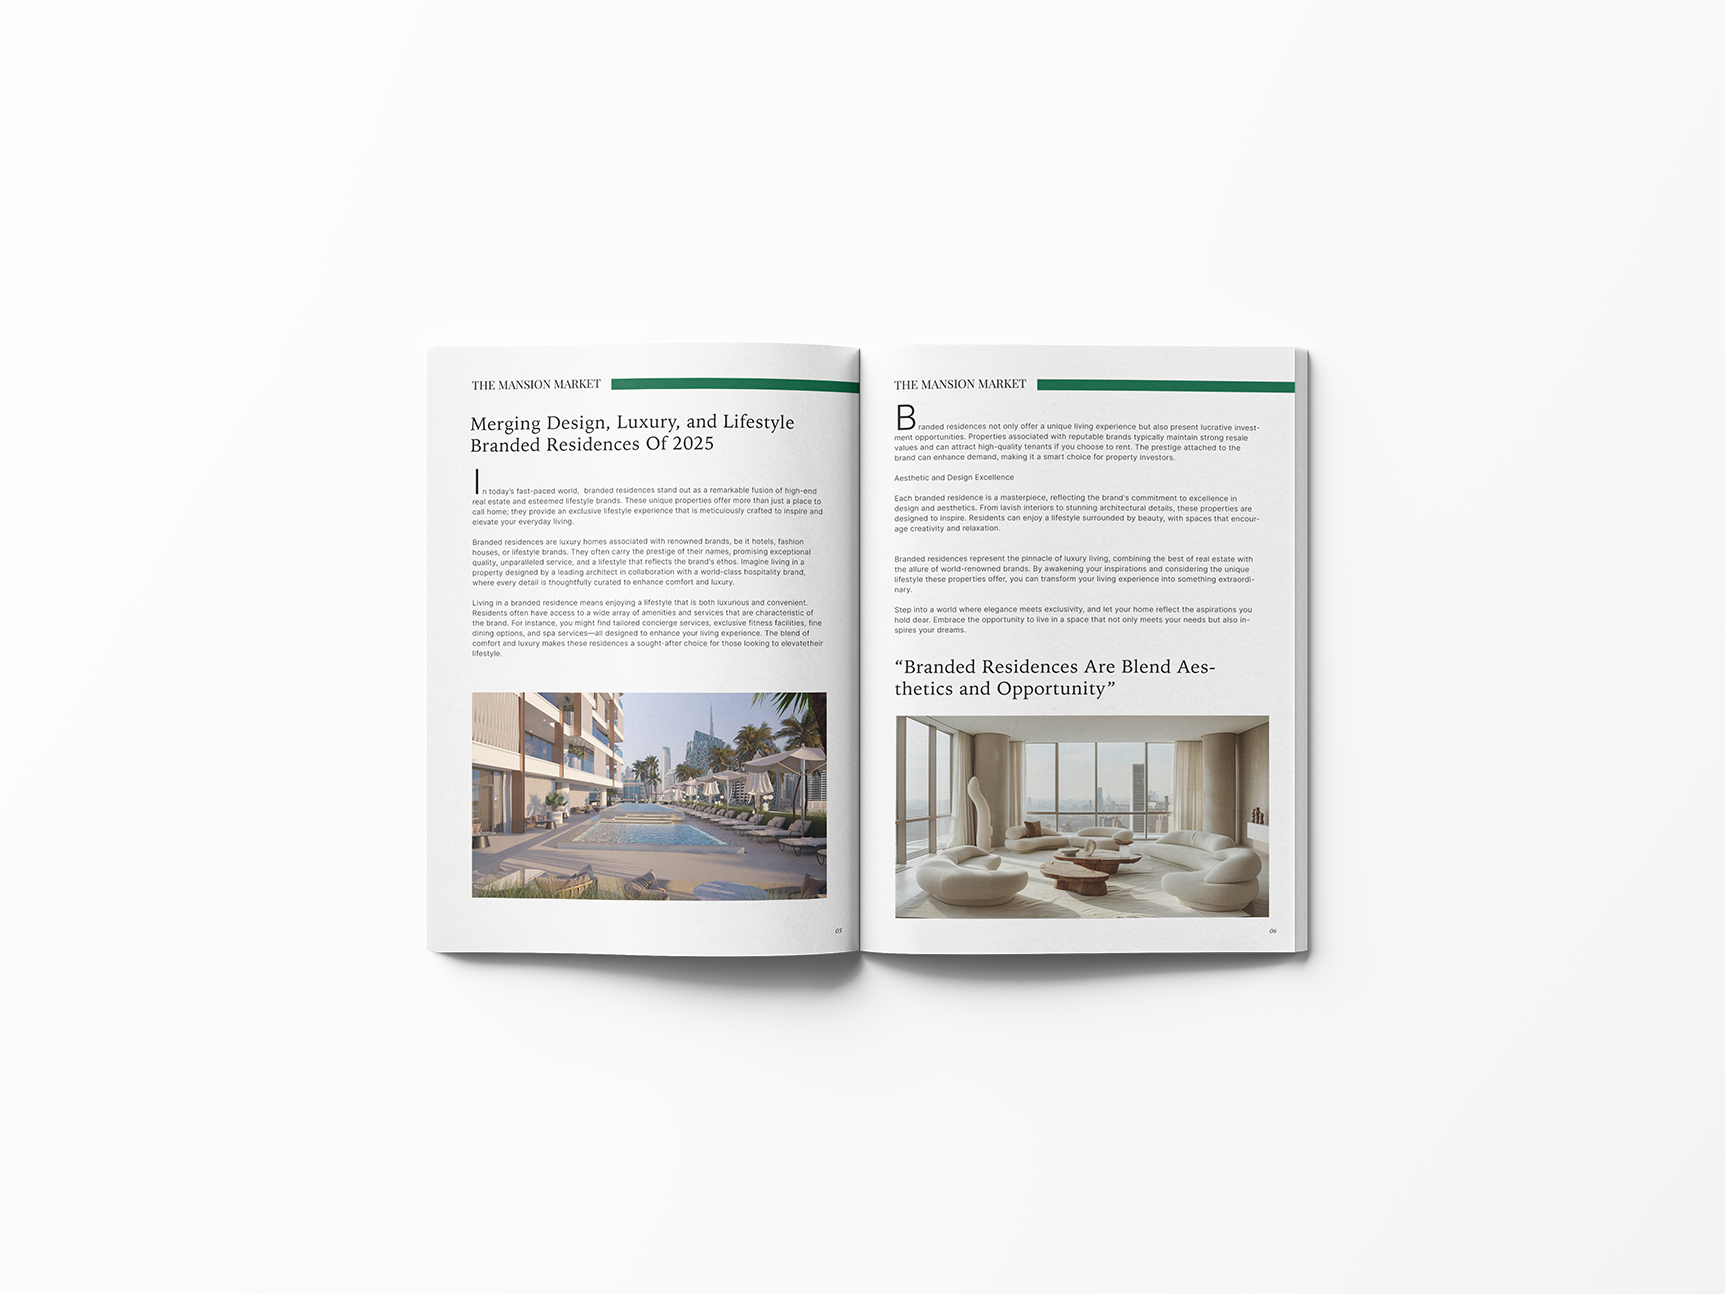 THE MANSION MARKET
Merging Design, Luxury, and Lifestyle
Branded Residences Of 2025
In today's fast-paced world, branded residences stand out as a remarkable fusion of high-end
real estate and esteemed lifestyle brands. These unique properties offer more than just a place to
call home; they provide an exclusive lifestyle experience that is meticulously crafted to inspire and
elevate your everyday living.
Branded residences are luxury homes associated with renowned brands, be it hotels, fashion
houses, or lifestyle brands. They often carry the prestige of their names, promising exceptional
quality, unparalleled service, and a lifestyle that reflects the brand's ethos. Imagine living in a
property designed by a leading architect in collaboration with a world-class hospitality brand,
where every detail is thoughtfully curated to enhance comfort and luxury.
Living in a branded residence means enjoying a lifestyle that is both luxurious and convenient.
Residents often have access to a wide array of amenities and services that are characteristic of
the brand. For instance, you might find tailored concierge services, exclusive fitness facilities, fine
dining options, and spa services—all designed to enhance your living experience. The blend of
comfort and luxury makes these residences a sought-after choice for those looking to elevatetheir
lifestyle.
05
THE MANSION MARKET
Branded residences not only offer a unique living experience but also present lucrative invest-
ment opportunities. Properties associated with reputable brands typically maintain strong resale
values and can attract high-quality tenants if you choose to rent. The prestige attached to the
brand can enhance demand, making it a smart choice for property investors.
Aesthetic and Design Excellence
Each branded residence is a masterpiece, reflecting the brand's commitment to excellence in
design and aesthetics. From lavish interiors to stunning architectural details, these properties are
designed to inspire. Residents can enjoy a lifestyle surrounded by beauty, with spaces that encour-
age creativity and relaxation.
Branded residences represent the pinnacle of luxury living, combining the best of real estate with
the allure of world-renowned brands. By awakening your inspirations and considering the unique
lifestyle these properties offer, you can transform your living experience into something extraordi-
nary.
Step into a world where elegance meets exclusivity, and let your home reflect the aspirations you
hold dear. Embrace the opportunity to live in a space that not only meets your needs but also in-
spires your dreams.
“Branded Residences Are Blend Aes-
thetics and Opportunity”
06